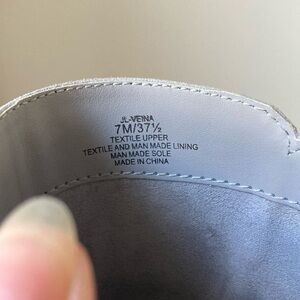 JL-VEINA
7M/37½
TEXTILE UPPER
TEXTILE AND MAN MADE LINING
MAN MADE SOLE
MADE IN CHINA